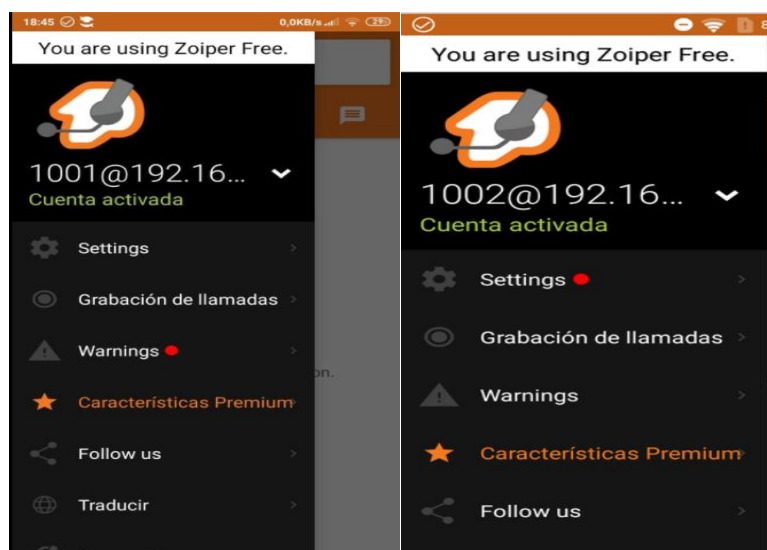 18:45
0,0KB/s
29
You are using Zoiper Free.
1001@192.16...
Cuenta activada
Settings
Grabación de llamadas
Warnings
on.
Características Premium
Follow us
Traducir
8
You are using Zoiper Free.
1002@192.16...
Cuenta activada
Settings
Grabación de llamadas
Warnings
Características Premium
Follow us